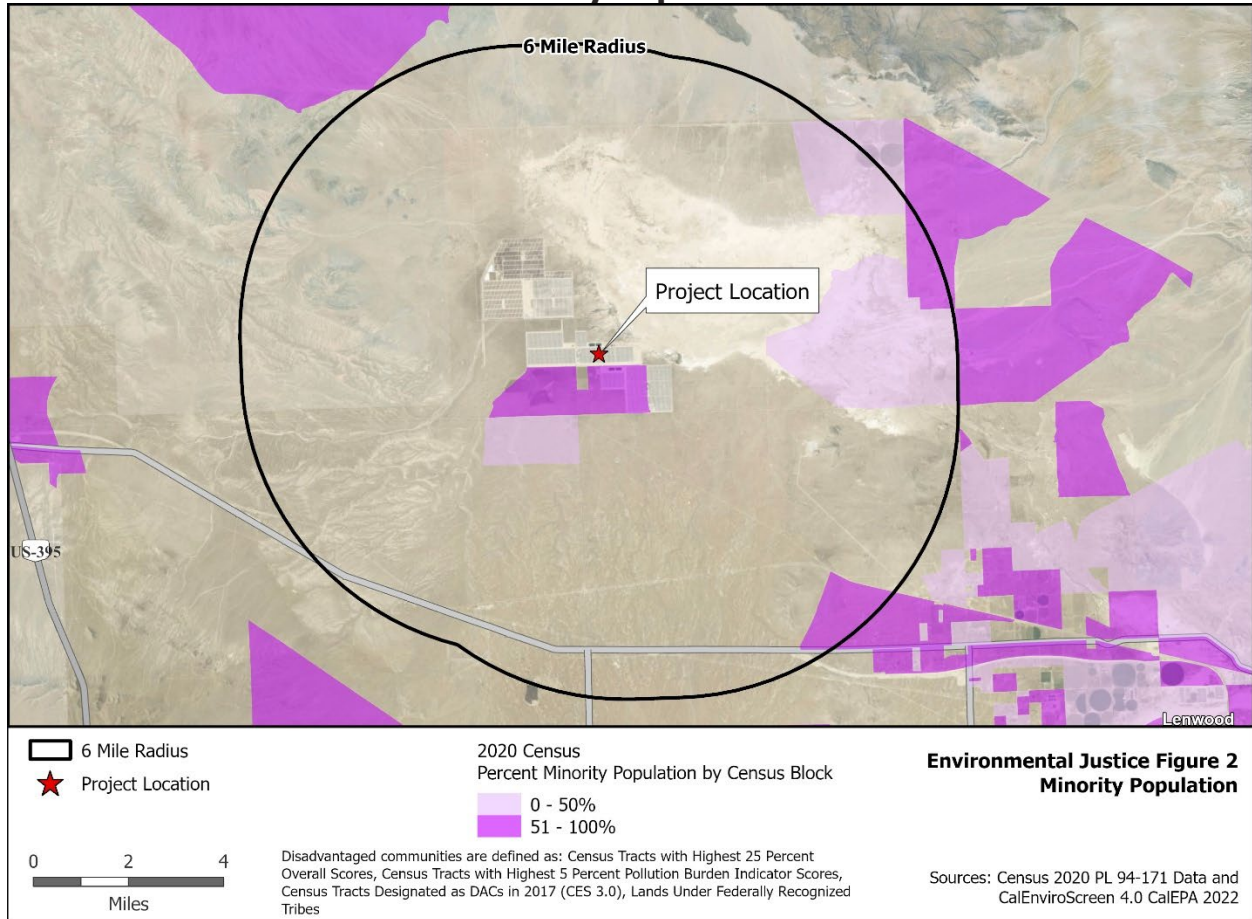 6 Mile Radius
Project Location
US-395
Lenwood
6 Mile Radius
Project Location
2020 Census
Percent Minority Population by Census Block
0 - 50%
51 - 100%
Environmental Justice Figure 2
Minority Population
0 2 4
Miles
Disadvantaged communities are defined as: Census Tracts with Highest 25 Percent
Overall Scores, Census Tracts with Highest 5 Percent Pollution Burden Indicator Scores,
Census Tracts Designated as DACs in 2017 (CES 3.0), Lands Under Federally Recognized
Tribes
Sources: Census 2020 PL 94-171 Data and
CalEnviroScreen 4.0 CalEPA 2022